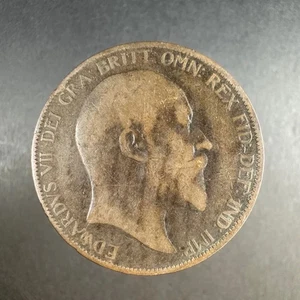 EDWARDVS VII DEI GRA: BRITT: OMN: REX FID: DEF: IND: IMP: